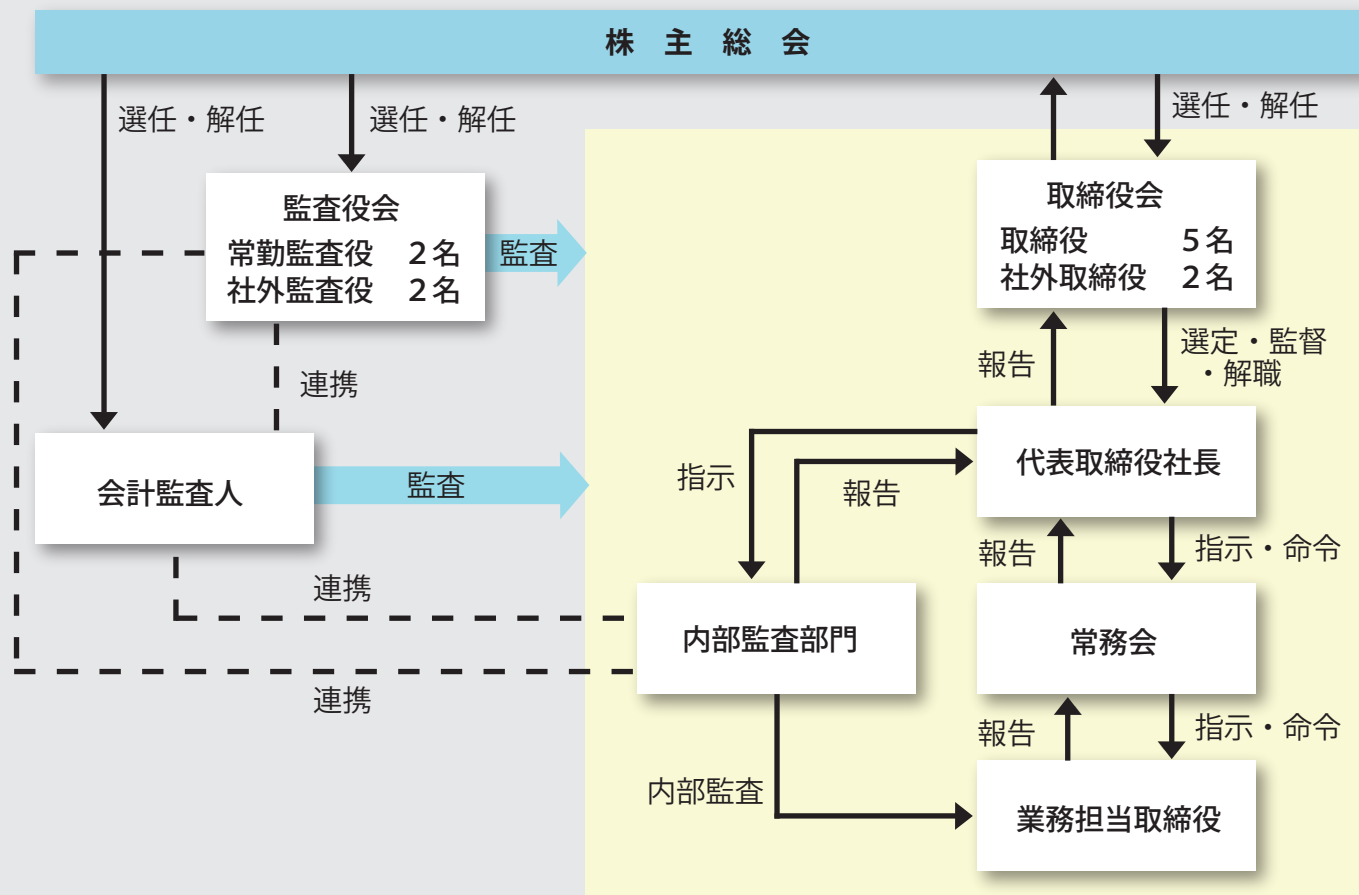 株 主 総 会
選任・解任
選任・解任
選任・解任
監査役会
常勤監査役 2名
社外監査役 2名
監査
取締役会
取締役 5名
社外取締役 2名
連携
報告
選定・監督
・解職
会計監査人
監査
指示
報告
代表取締役社長
連携
報告
指示・命令
内部監査部門
常務会
連携
報告
指示・命令
内部監査
業務担当取締役